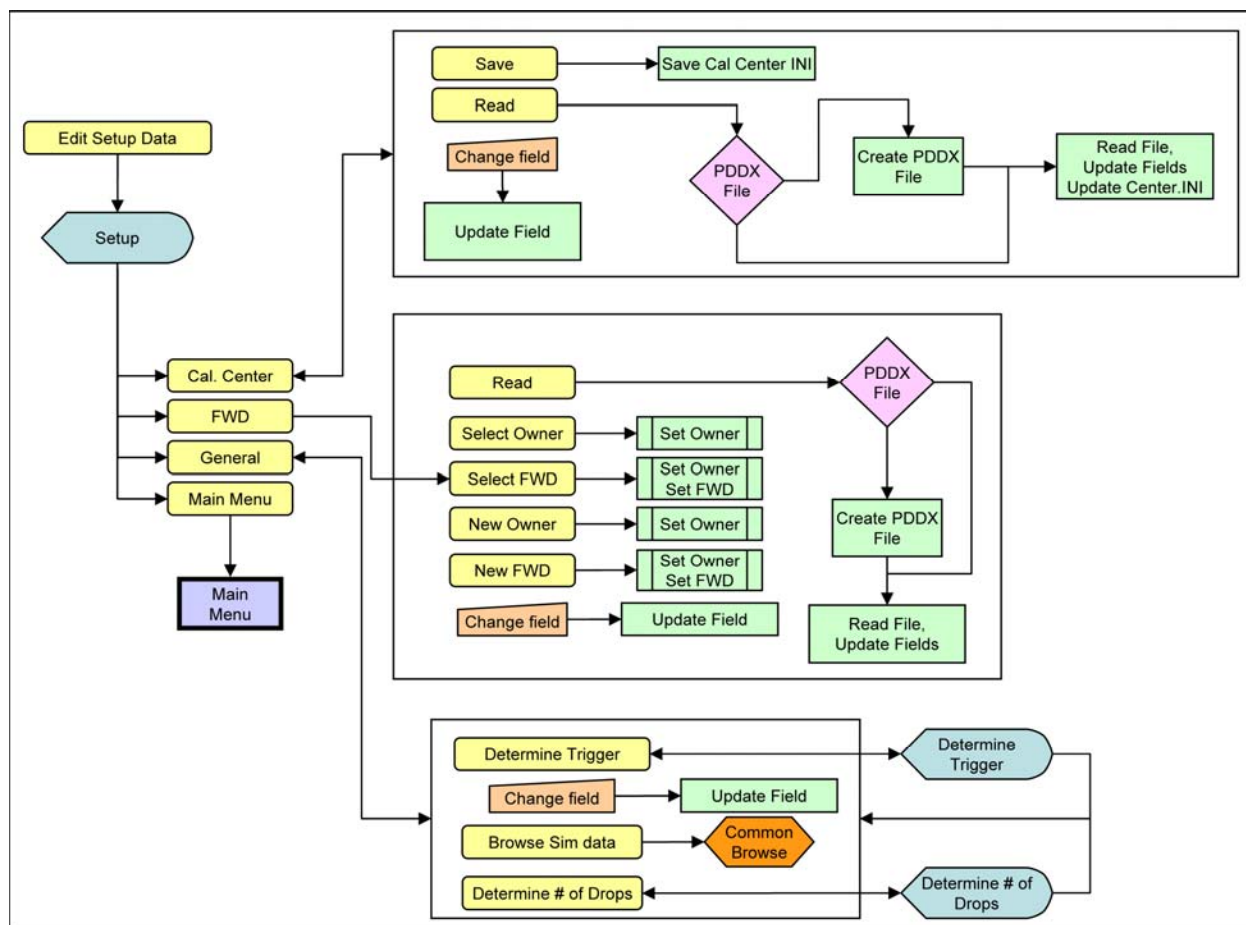 Edit Setup Data
Setup
Cal. Center
FWD
General
Main Menu
Main
Menu
Save
Save Cal Center INI
Read
Change field
Update Field
PDDX
File
Create PDDX
File
Read File,
Update Fields
Update Center.INI
Read
PDDX
File
Select Owner
Set Owner
Select FWD
Set Owner
Set FWD
New Owner
Set Owner
New FWD
Set Owner
Set FWD
Change field
Update Field
Create PDDX
File
Read File,
Update Fields
Determine Trigger
Determine
Trigger
Change field
Update Field
Browse Sim data
Common
Browse
Determine # of Drops
Determine # of
Drops